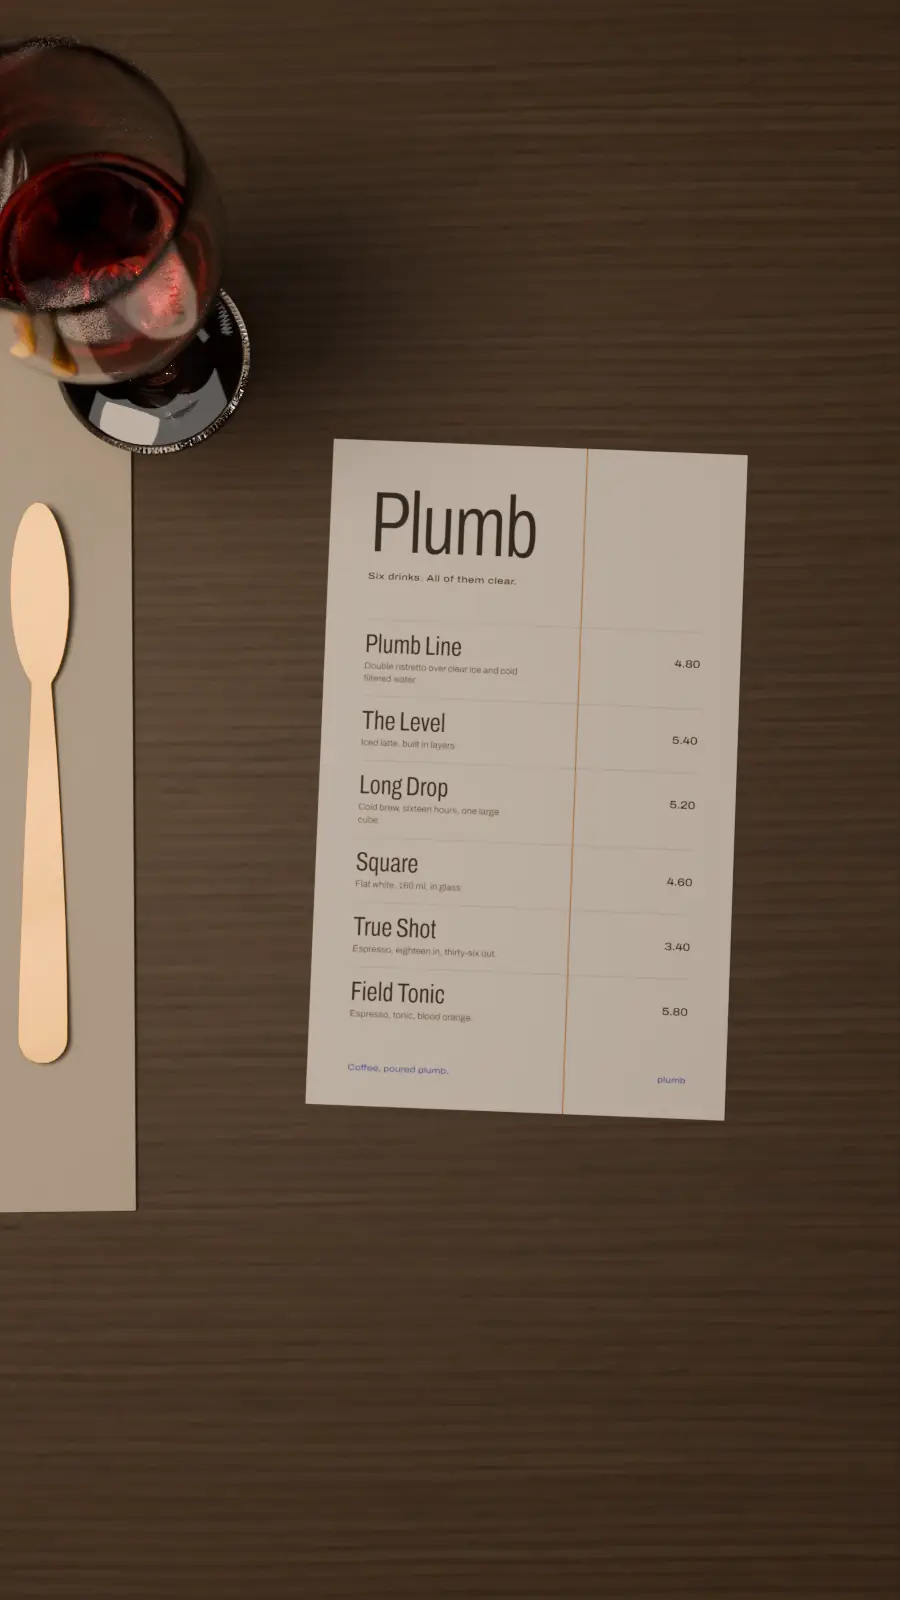 Plumb
Six drinks. All of them clear.
Plumb Line
4.80
Double ristretto over clear ice and cold
filtered water.
The Level
5.40
Iced latte, built in layers.
Long Drop
5.20
Cold brew, sixteen hours, one large
cube.
Square
4.60
Flat white, 160 ml, in glass.
True Shot
3.40
Espresso, eighteen in, thirty-six out.
Field Tonic
5.80
Espresso, tonic, blood orange.
Coffee, poured plumb.
plumb